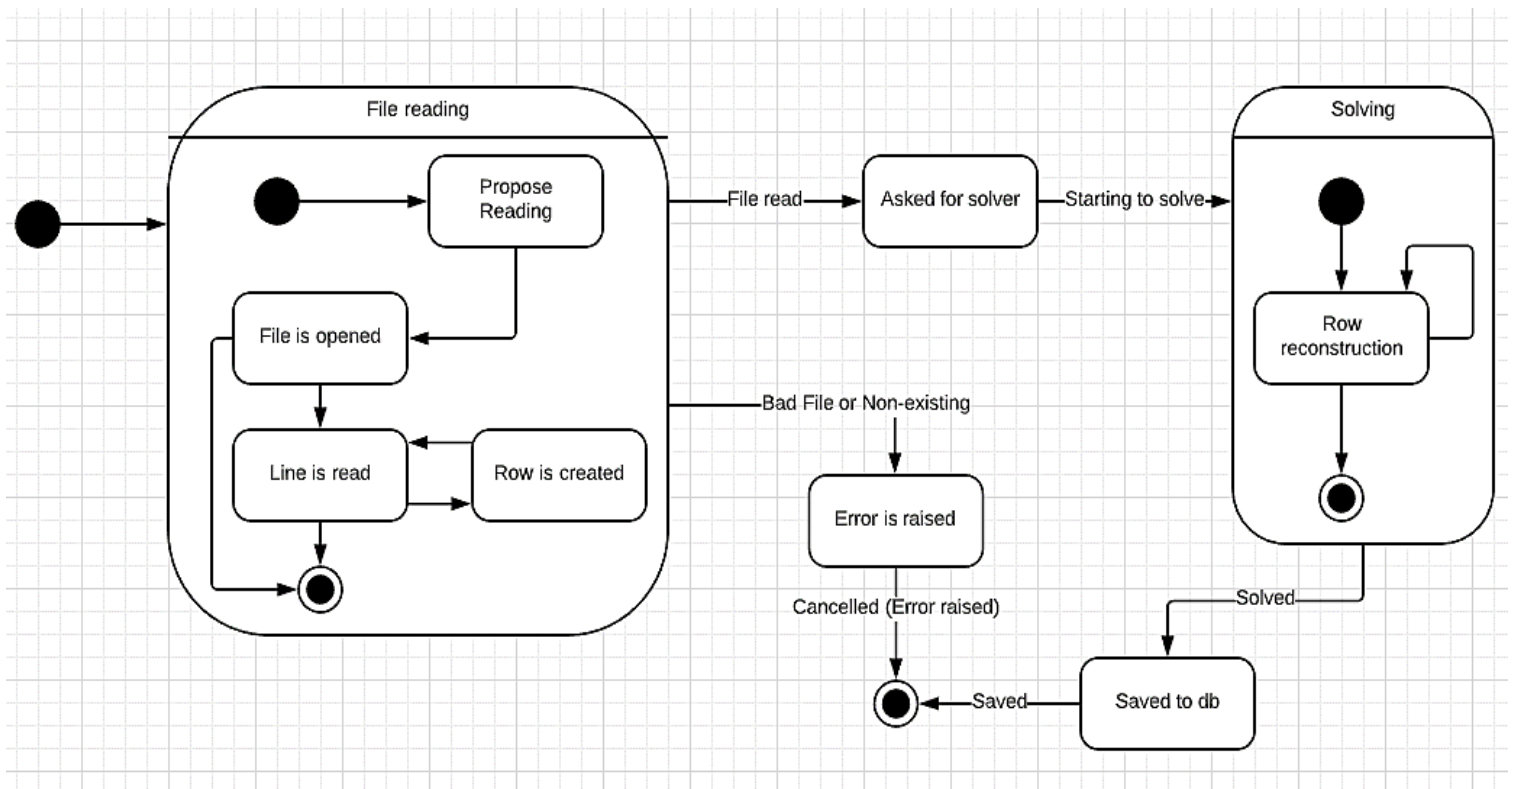 File reading
Solving
Propose
Reading
File read
Asked for solver
Starting to solve
File is opened
Row
reconstruction
Bad File or Non-existing
Line is read
Row is created
Error is raised
Cancelled (Error raised)
Solved
Saved
Saved to db